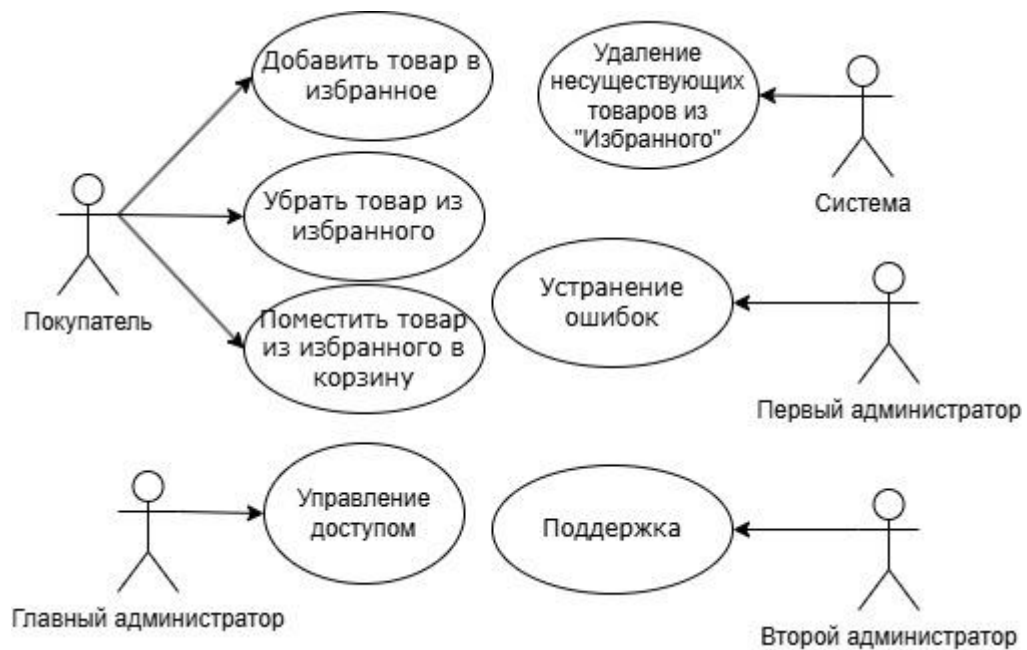 Добавить товар в
избранное
Удаление
несуществующих
товаров из
"Избранного"
Система
Убрать товар из
избранного
Покупатель
Поместить товар
из избранного в
корзину
Устранение
ошибок
Первый администратор
Управление
доступом
Главный администратор
Поддержка
Второй администратор